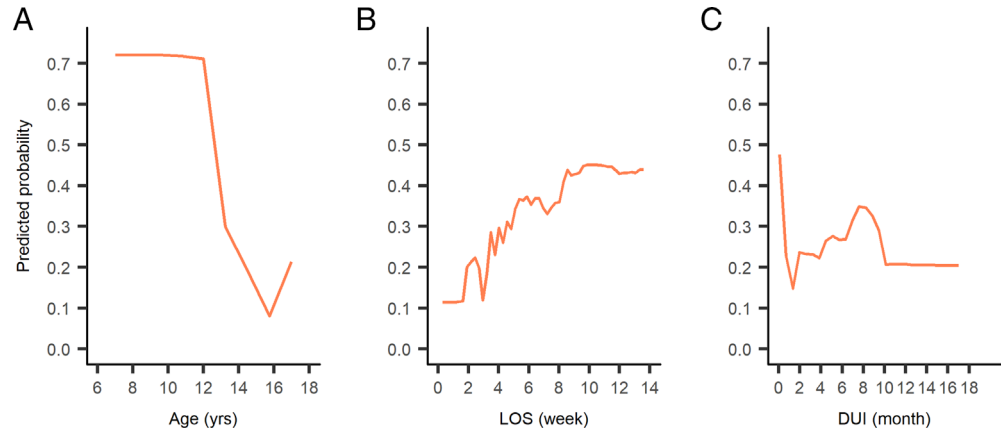 A
B
C
Predicted probability
0.7
0.6
0.5
0.4
0.3
0.2
0.1
0.0
6 8 10 12 14 16 18
Age (yrs)
0.7
0.6
0.5
0.4
0.3
0.2
0.1
0.0
0 2 4 6 8 10 12 14
LOS (week)
0.7
0.6
0.5
0.4
0.3
0.2
0.1
0.0
0 2 4 6 8 10 12 14 16 18
DUI (month)